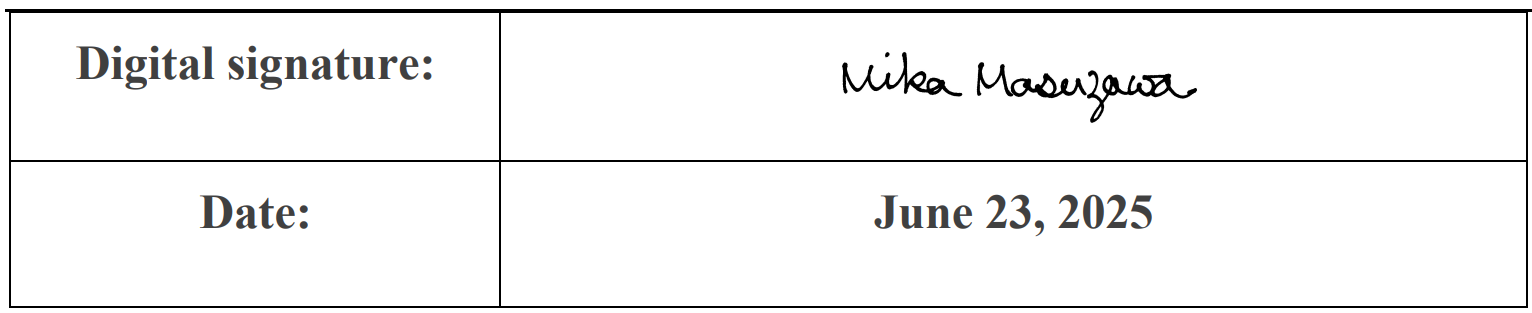 Digital signature:
Mika Masuzawa
Date:
June 23, 2025